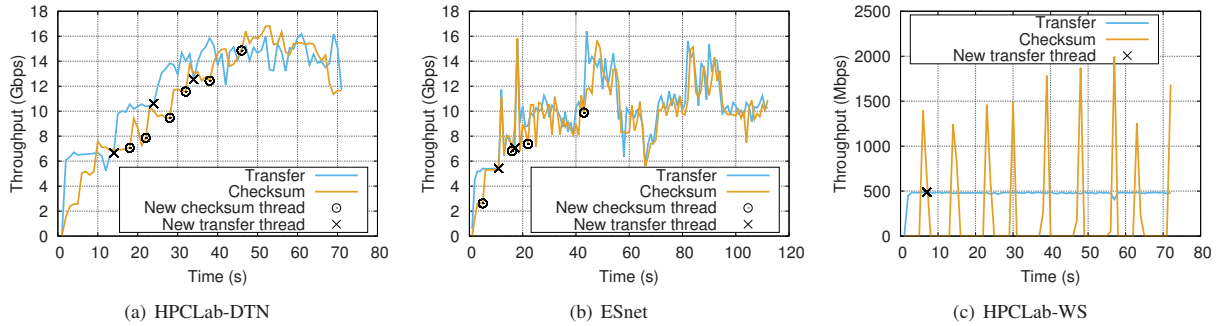 18
16
14
12
10
8
6
4
2
0
Throughput (Gbps)
Transfer
Checksum
New checksum thread
New transfer thread
0 10 20 30 40 50 60 70 80
Time (s)
(a) HPCLab-DTN
18
16
14
12
10
8
6
4
2
0
Throughput (Gbps)
Transfer
Checksum
New checksum thread
New transfer thread
0 20 40 60 80 100 120
Time (s)
(b) ESnet
2500
2000
1500
1000
500
0
Throughput (Mbps)
Transfer
Checksum
New transfer thread
0 10 20 30 40 50 60 70 80
Time (s)
(c) HPCLab-WS